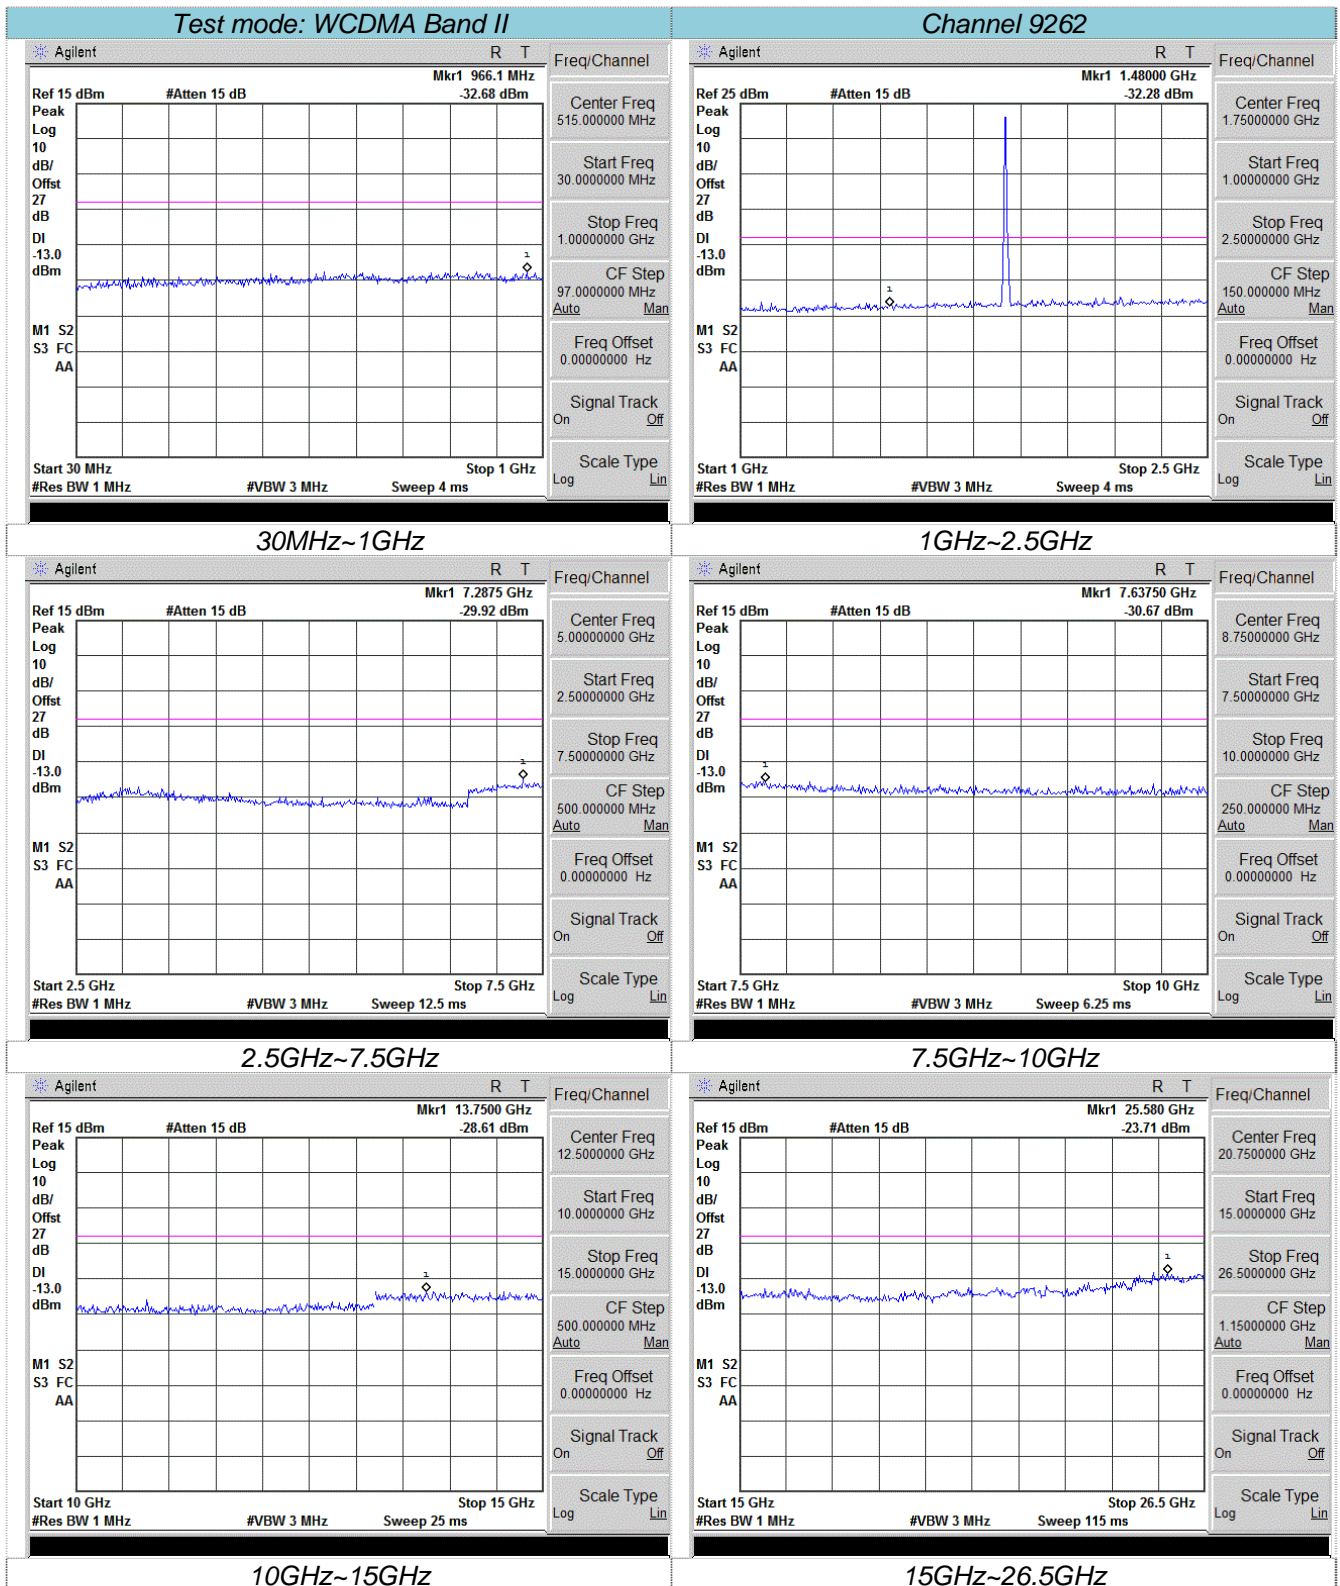 Test mode: WCDMA Band II
Channel 9262
Agilent R T
Mkr1 966.1 MHz
Ref 15 dBm #Atten 15 dB -32.68 dBm
Peak
Log
10
dB/
Offst
27
dB
DI
-13.0
dBm
M1 S2
S3 FC
AA
1
Start 30 MHz Stop 1 GHz
#Res BW 1 MHz #VBW 3 MHz Sweep 4 ms
Freq/Channel
Center Freq
515.000000 MHz
Start Freq
30.0000000 MHz
Stop Freq
1.00000000 GHz
CF Step
97.0000000 MHz
Auto Man
Freq Offset
0.00000000 Hz
Signal Track
On Off
Scale Type
Log Lin
30MHz~1GHz
Agilent R T
Mkr1 1.48000 GHz
Ref 25 dBm #Atten 15 dB -32.28 dBm
Peak
Log
10
dB/
Offst
27
dB
DI
-13.0
dBm
M1 S2
S3 FC
AA
1
Start 1 GHz Stop 2.5 GHz
#Res BW 1 MHz #VBW 3 MHz Sweep 4 ms
Freq/Channel
Center Freq
1.75000000 GHz
Start Freq
1.00000000 GHz
Stop Freq
2.50000000 GHz
CF Step
150.000000 MHz
Auto Man
Freq Offset
0.00000000 Hz
Signal Track
On Off
Scale Type
Log Lin
1GHz~2.5GHz
Agilent R T
Mkr1 7.2875 GHz
Ref 15 dBm #Atten 15 dB -29.92 dBm
Peak
Log
10
dB/
Offst
27
dB
DI
-13.0
dBm
M1 S2
S3 FC
AA
1
Start 2.5 GHz Stop 7.5 GHz
#Res BW 1 MHz #VBW 3 MHz Sweep 12.5 ms
Freq/Channel
Center Freq
5.00000000 GHz
Start Freq
2.50000000 GHz
Stop Freq
7.50000000 GHz
CF Step
500.000000 MHz
Auto Man
Freq Offset
0.00000000 Hz
Signal Track
On Off
Scale Type
Log Lin
2.5GHz~7.5GHz
Agilent R T
Mkr1 7.63750 GHz
Ref 15 dBm #Atten 15 dB -30.67 dBm
Peak
Log
10
dB/
Offst
27
dB
DI
-13.0
dBm
M1 S2
S3 FC
AA
1
Start 7.5 GHz Stop 10 GHz
#Res BW 1 MHz #VBW 3 MHz Sweep 6.25 ms
Freq/Channel
Center Freq
8.75000000 GHz
Start Freq
7.50000000 GHz
Stop Freq
10.0000000 GHz
CF Step
250.000000 MHz
Auto Man
Freq Offset
0.00000000 Hz
Signal Track
On Off
Scale Type
Log Lin
7.5GHz~10GHz
Agilent R T
Mkr1 13.7500 GHz
Ref 15 dBm #Atten 15 dB -28.61 dBm
Peak
Log
10
dB/
Offst
27
dB
DI
-13.0
dBm
M1 S2
S3 FC
AA
1
Start 10 GHz Stop 15 GHz
#Res BW 1 MHz #VBW 3 MHz Sweep 25 ms
Freq/Channel
Center Freq
12.5000000 GHz
Start Freq
10.0000000 GHz
Stop Freq
15.0000000 GHz
CF Step
500.000000 MHz
Auto Man
Freq Offset
0.00000000 Hz
Signal Track
On Off
Scale Type
Log Lin
10GHz~15GHz
Agilent R T
Mkr1 25.580 GHz
Ref 15 dBm #Atten 15 dB -23.71 dBm
Peak
Log
10
dB/
Offst
27
dB
DI
-13.0
dBm
M1 S2
S3 FC
AA
1
Start 15 GHz Stop 26.5 GHz
#Res BW 1 MHz #VBW 3 MHz Sweep 115 ms
Freq/Channel
Center Freq
20.7500000 GHz
Start Freq
15.0000000 GHz
Stop Freq
26.5000000 GHz
CF Step
1.15000000 GHz
Auto Man
Freq Offset
0.00000000 Hz
Signal Track
On Off
Scale Type
Log Lin
15GHz~26.5GHz